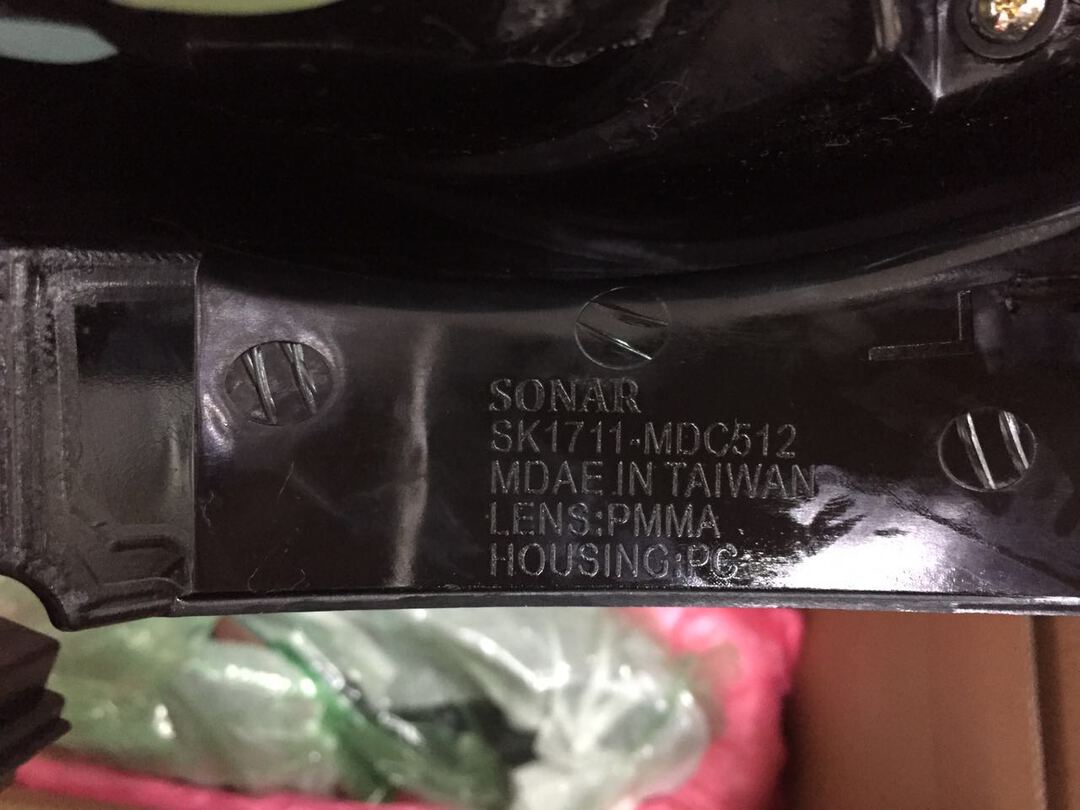 SONAR
SK1711-MDC512
MDAE IN TAIWAN
LENS:PMMA
HOUSING:PC